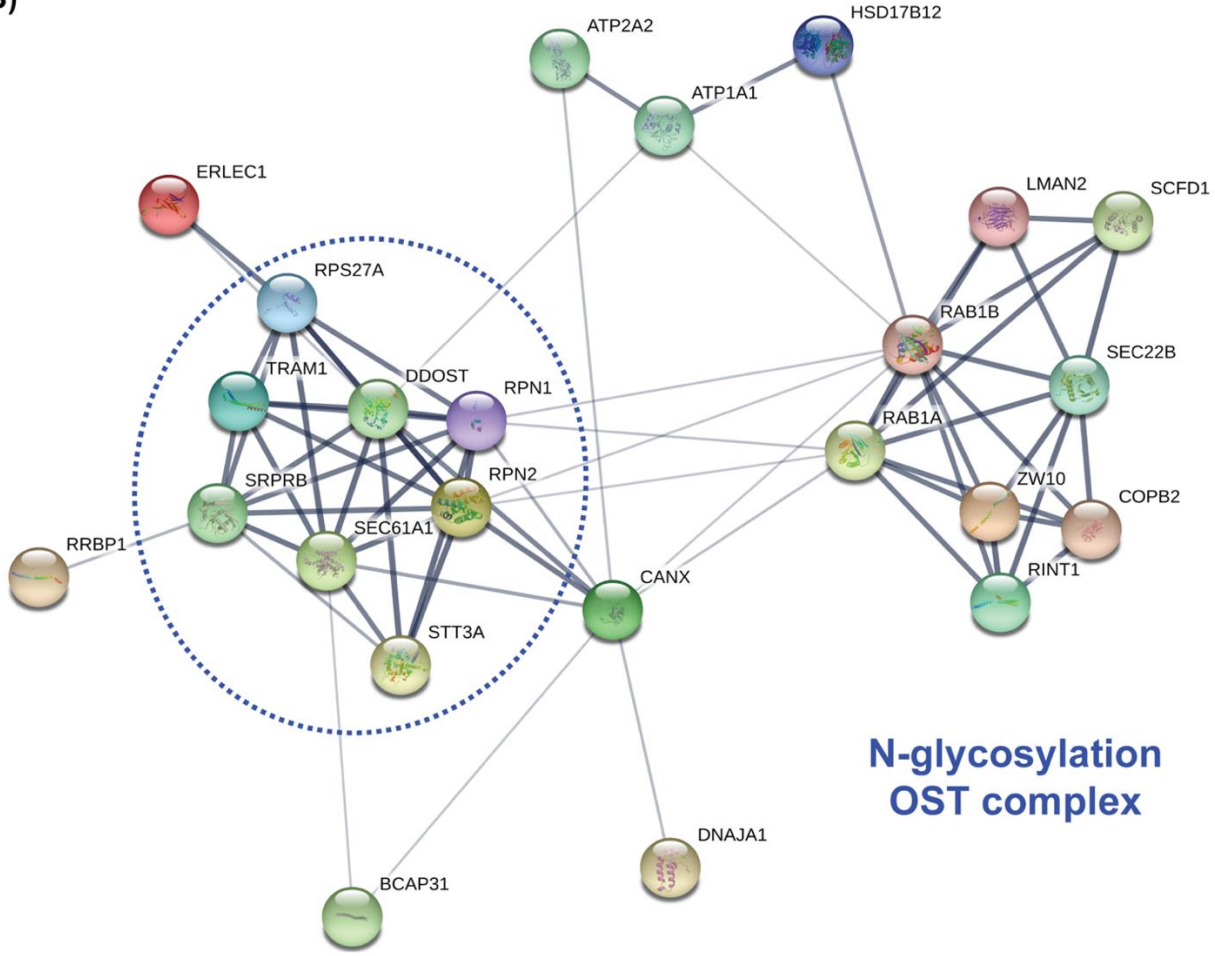 HSD17B12
ATP2A2
ATP1A1
ERLEC1
LMAN2
SCFD1
RPS27A
RAB1B
SEC22B
TRAM1
DDOST
RPN1
RAB1A
SRPRB
RPN2
ZW10
COPB2
SEC61A1
RRBP1
RINT1
CANX
STT3A
N-glycosylation
OST complex
DNAJA1
BCAP31